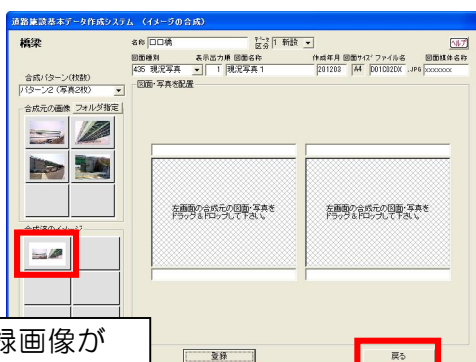 道路施設基本データ作成システム (イメージの合成)
橋梁
名称 口口橋 データ区分 1 新設 ヘルプ
図面種別 表示出力順 図面名称 作成年月 図面サイズ ファイル名 図面媒体名称
435 現況写真 1 現況写真1 201203 A4 D01C02DX .JPG xxxxxxx
合成パターン(枚数)
パターン2 (写真2枚)
図面・写真を配置
合成元の画像 フォルダ指定
左画面の合成元の図面・写真を
ドラッグ&ドロップして下さい。
左画面の合成元の図面・写真を
ドラッグ&ドロップして下さい。
合成済のイメージ
録画像が
登録
戻る